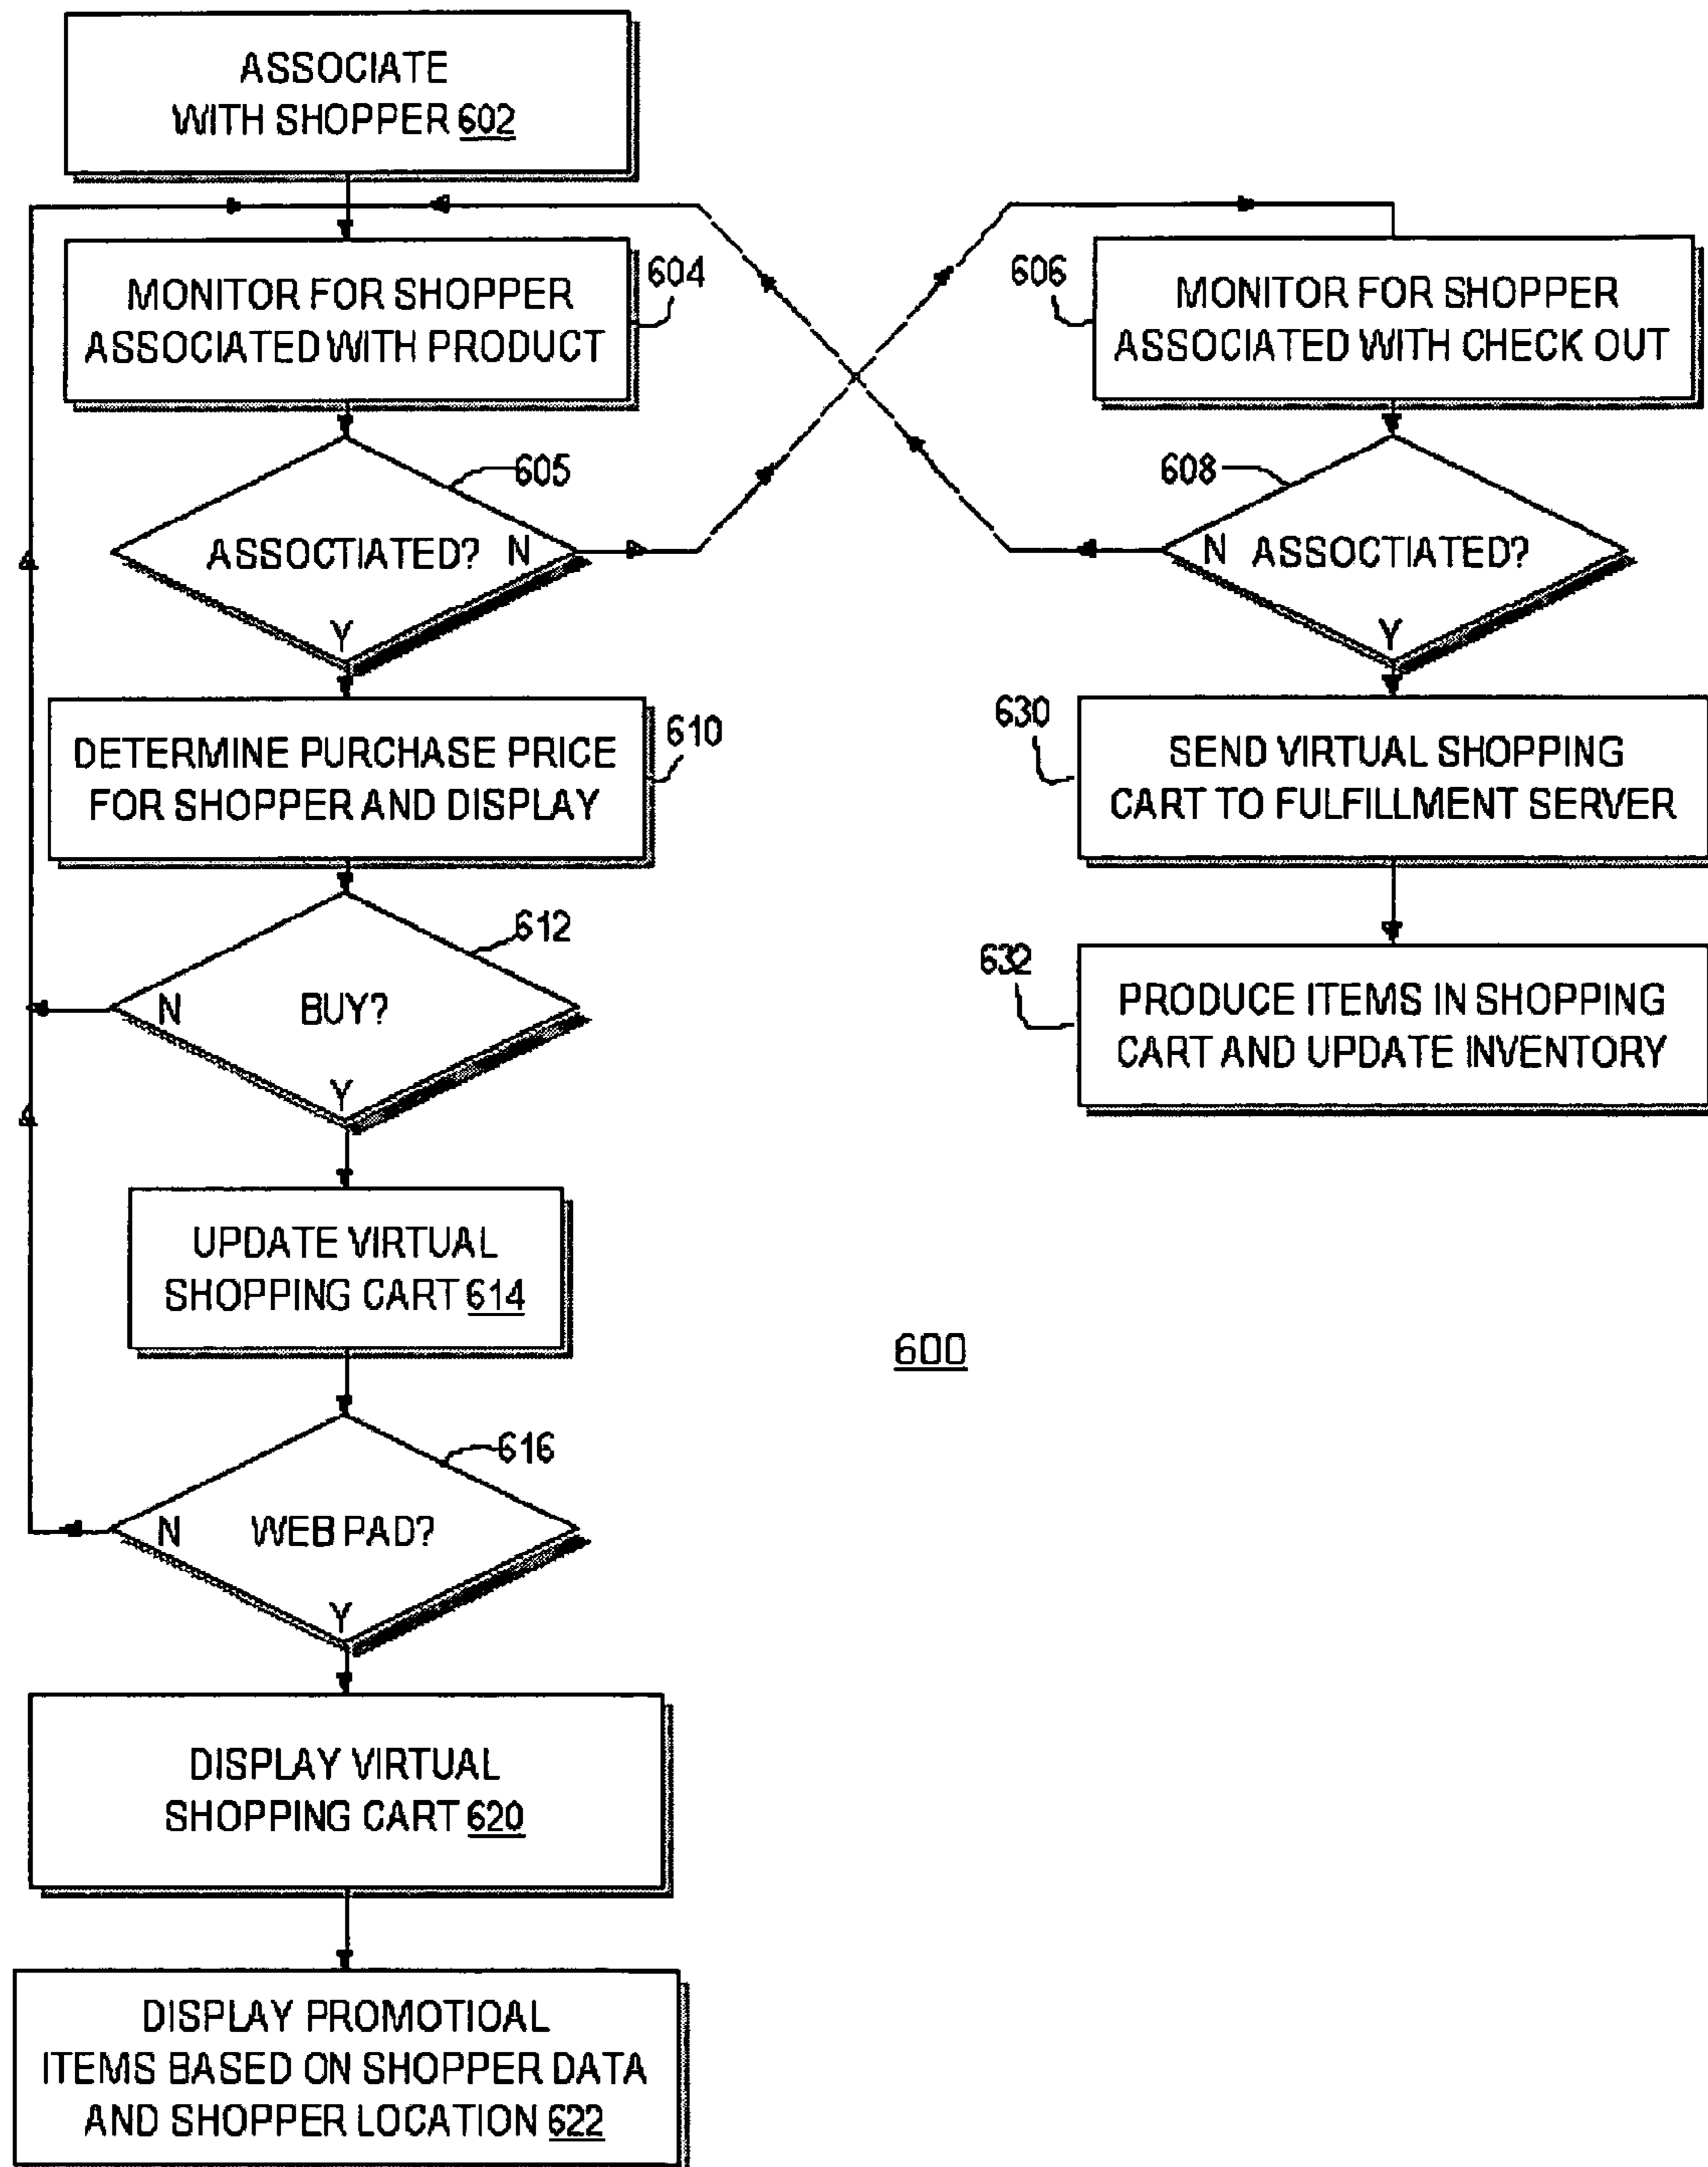 ASSOCIATE
WITH SHOPPER 602
MONITOR FOR SHOPPER
ASSOCIATED WITH PRODUCT
604
606
MONITOR FOR SHOPPER
ASSOCIATED WITH CHECK OUT
605
ASSOCTIATED?
N
Y
608
N
ASSOCTIATED?
Y
DETERMINE PURCHASE PRICE
FOR SHOPPER AND DISPLAY
610
630
SEND VIRTUAL SHOPPING
CART TO FULFILLMENT SERVER
612
N
BUY?
Y
632
PRODUCE ITEMS IN SHOPPING
CART AND UPDATE INVENTORY
UPDATE VIRTUAL
SHOPPING CART 614
600
616
N
WEB PAD?
Y
DISPLAY VIRTUAL
SHOPPING CART 620
DISPLAY PROMOTIOAL
ITEMS BASED ON SHOPPER DATA
AND SHOPPER LOCATION 622